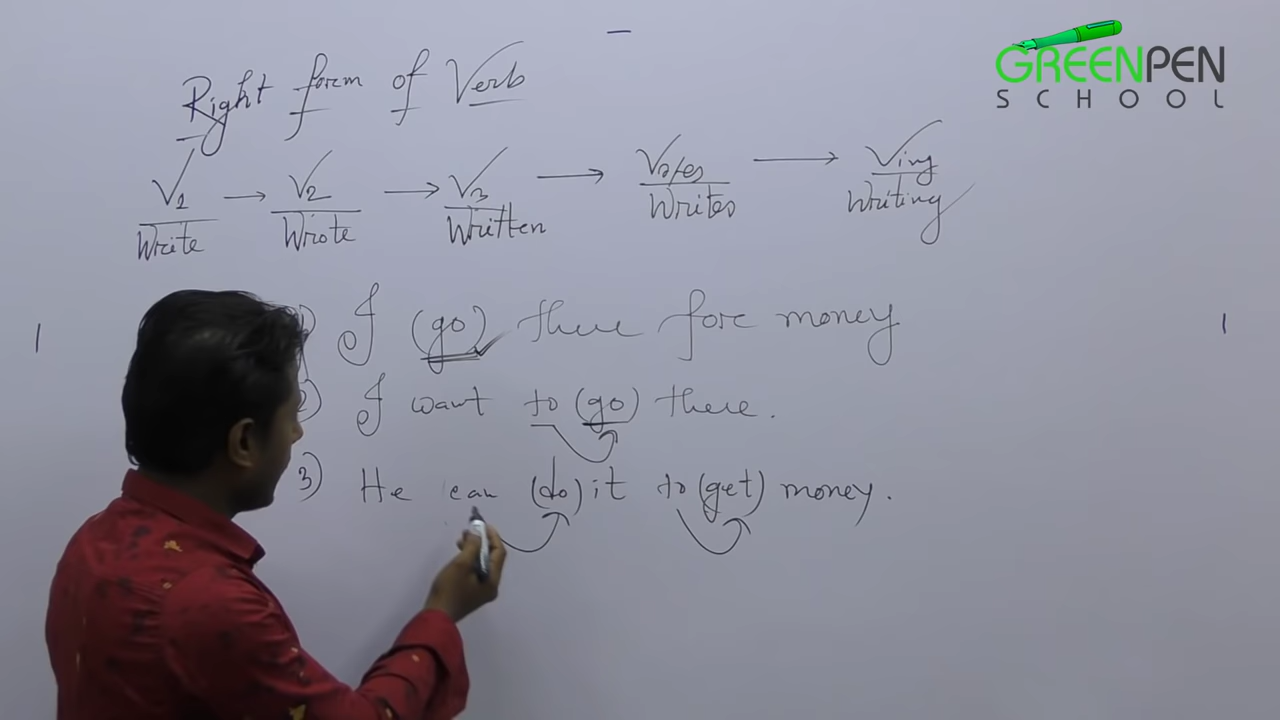 GREENPEN
SCHOOL
Right form of Verb
V1 → V2 → V3 → Vs/es → Ving
Write Wrote Written Writes Writing
I (go) there for money
2) I want to (go) there.
3) He can (do) it to (get) money.